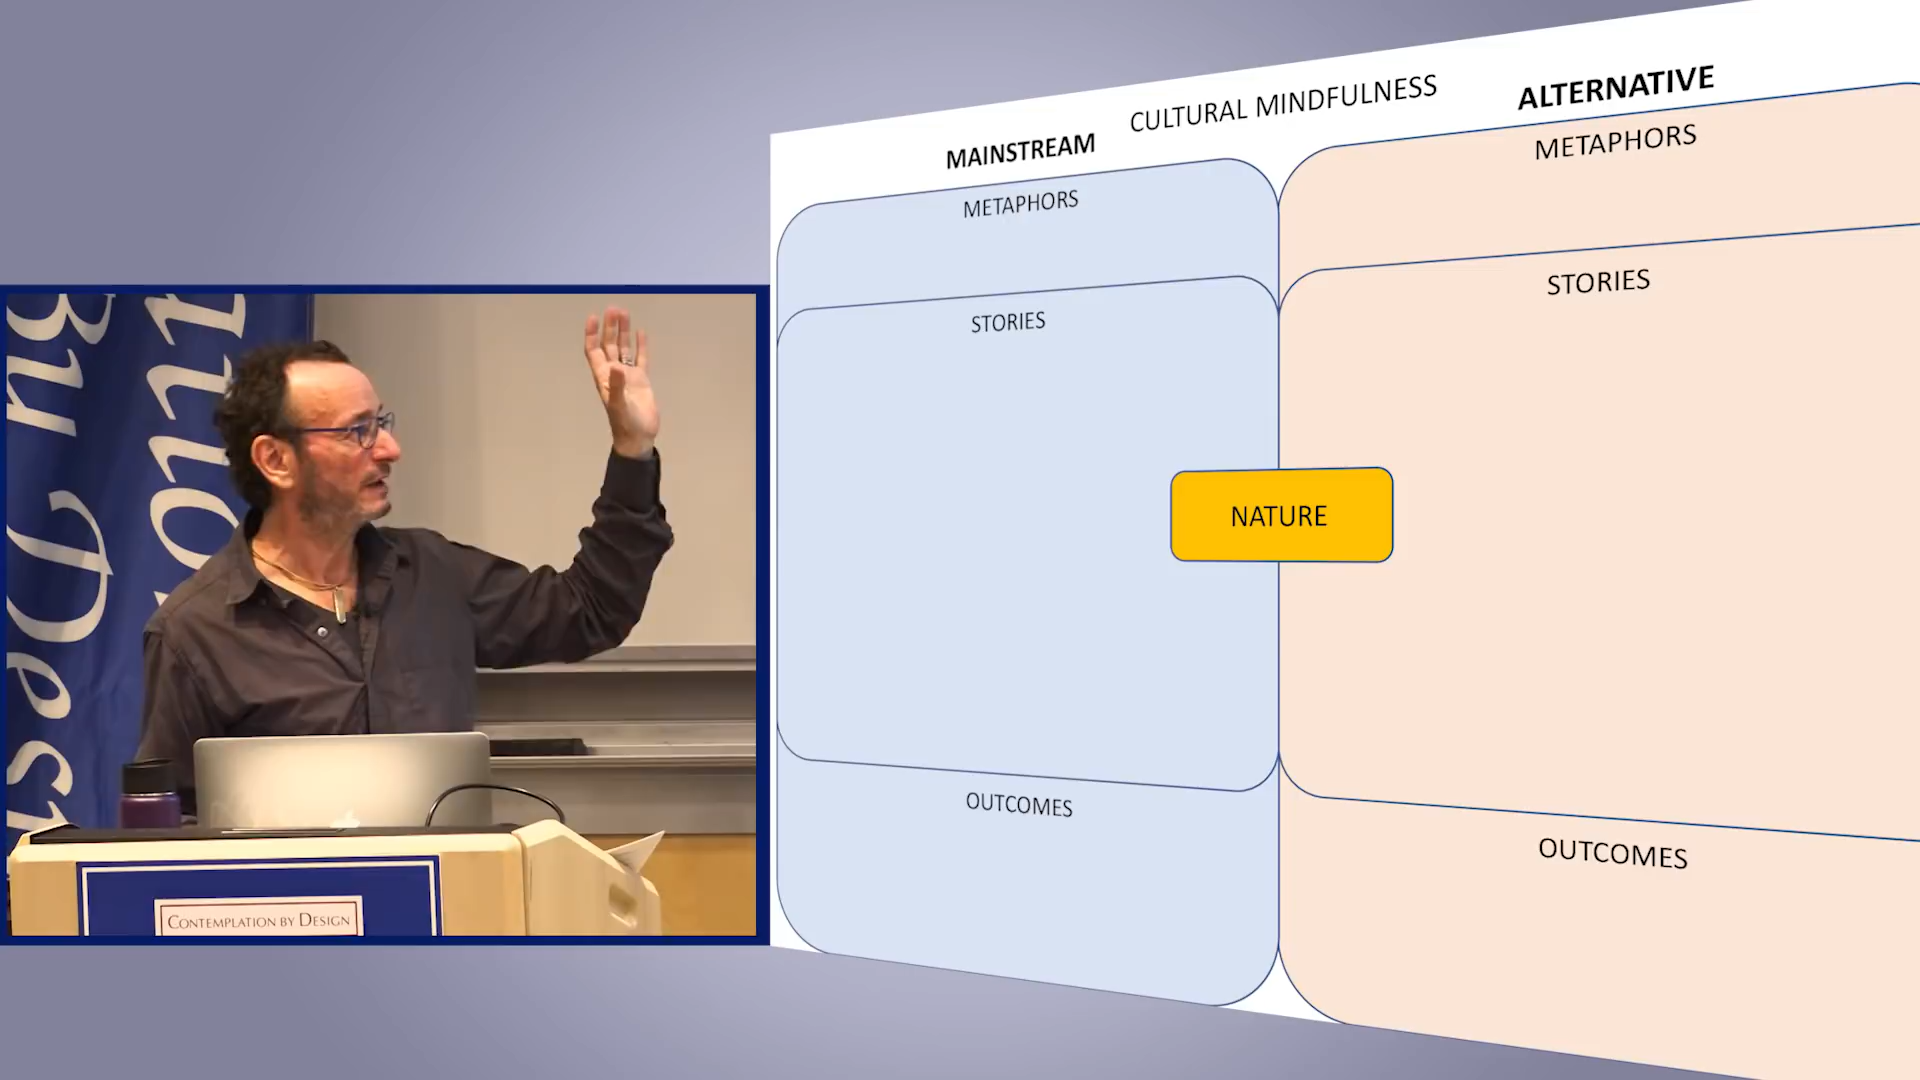 CULTURAL MINDFULNESS
MAINSTREAM
ALTERNATIVE
METAPHORS
METAPHORS
STORIES
STORIES
NATURE
OUTCOMES
OUTCOMES
CONTEMPLATION BY DESIGN